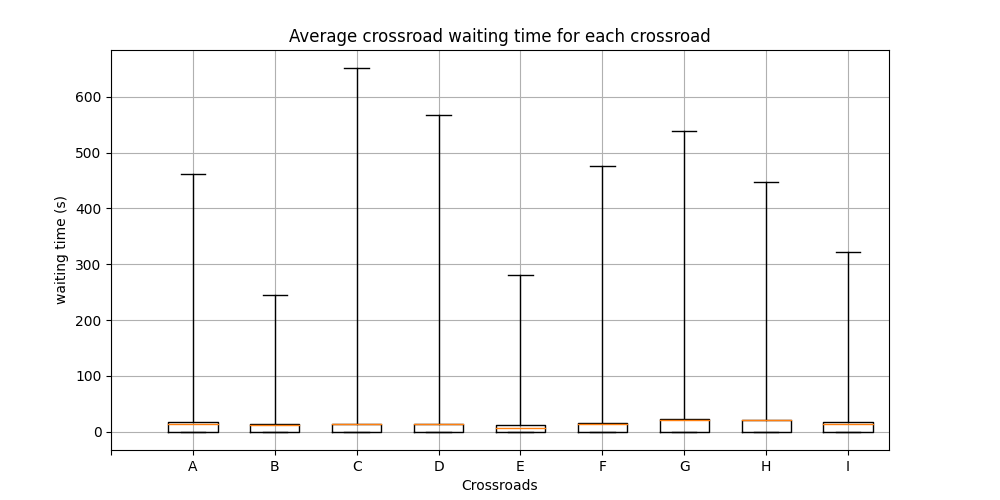 Average crossroad waiting time for each crossroad
600
500
400
300
200
100
0
waiting time (s)
A B C D E F G H I
Crossroads